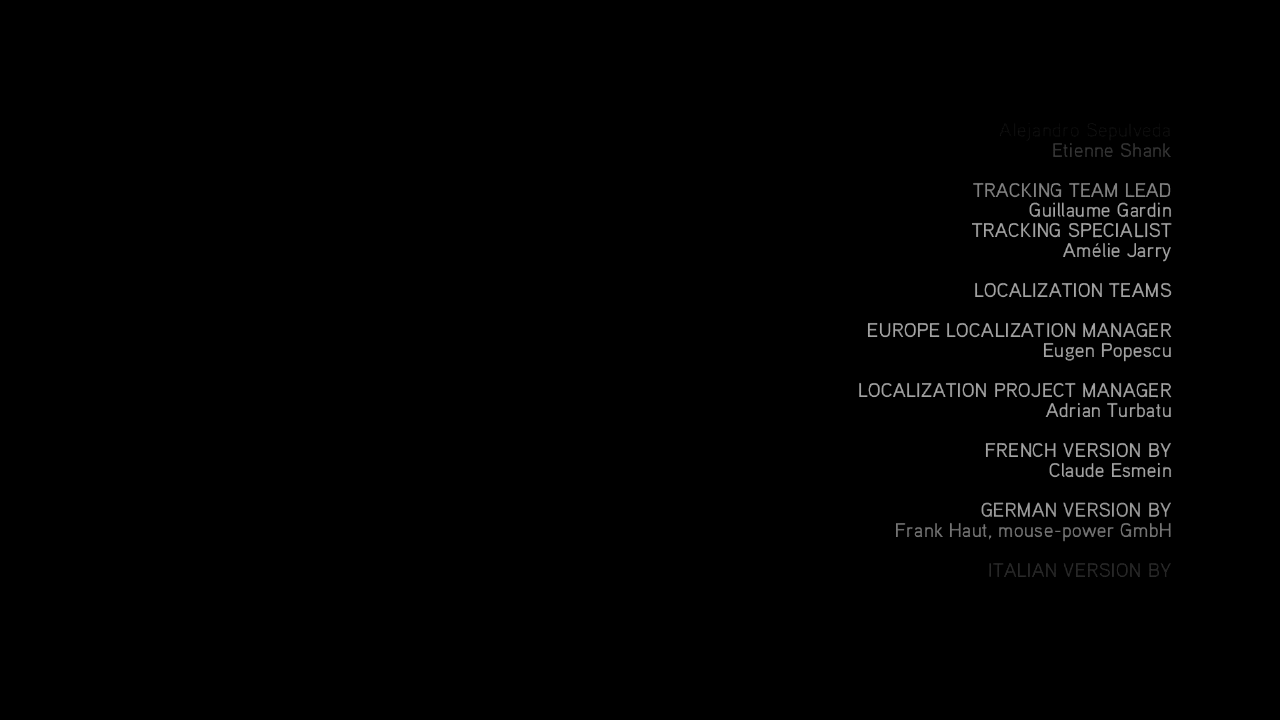 Alejandro Sepulveda
Etienne Shank
TRACKING TEAM LEAD
Guillaume Gardin
TRACKING SPECIALIST
Amélie Jarry
LOCALIZATION TEAMS
EUROPE LOCALIZATION MANAGER
Eugen Popescu
LOCALIZATION PROJECT MANAGER
Adrian Turbatu
FRENCH VERSION BY
Claude Esmein
GERMAN VERSION BY
Frank Haut, mouse-power GmbH
ITALIAN VERSION BY